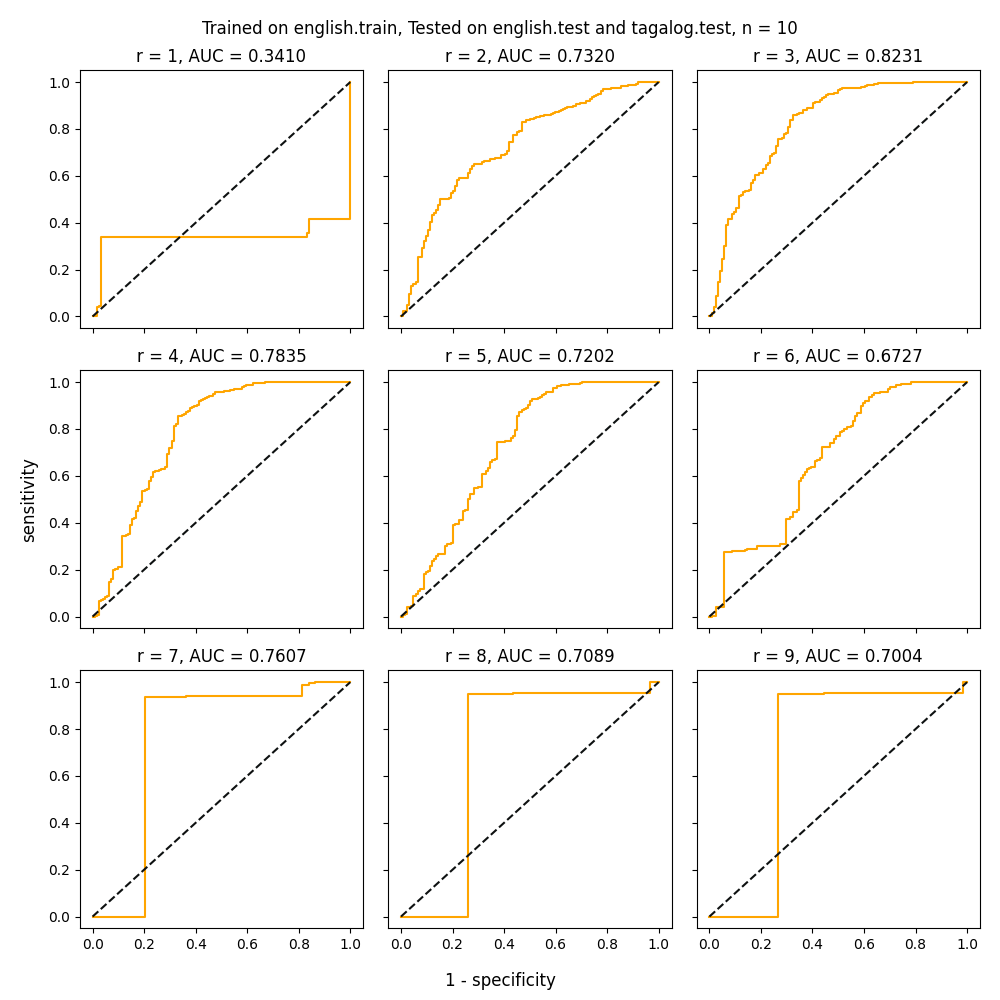 Trained on english.train, Tested on english.test and tagalog.test, n = 10
r = 1, AUC = 0.3410
r = 2, AUC = 0.7320
r = 3, AUC = 0.8231
1.0
0.8
0.6
0.4
0.2
0.0
r = 4, AUC = 0.7835
r = 5, AUC = 0.7202
r = 6, AUC = 0.6727
1.0
0.8
0.6
0.4
0.2
0.0
sensitivity
r = 7, AUC = 0.7607
r = 8, AUC = 0.7089
r = 9, AUC = 0.7004
1.0
0.8
0.6
0.4
0.2
0.0
0.0 0.2 0.4 0.6 0.8 1.0
0.0 0.2 0.4 0.6 0.8 1.0
0.0 0.2 0.4 0.6 0.8 1.0
1 - specificity